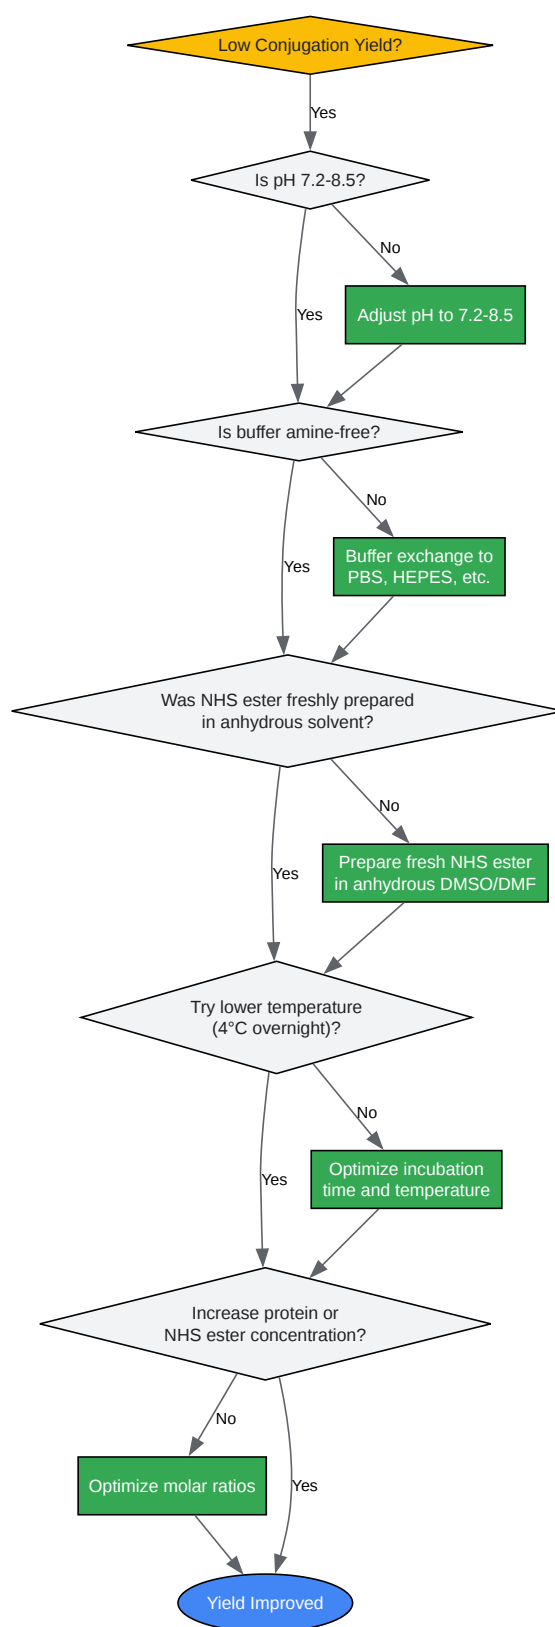 Low Conjugation Yield?
Yes
Is pH 7.2-8.5?
No
Yes
Adjust pH to 7.2-8.5
Is buffer amine-free?
No
Yes
Buffer exchange to
PBS, HEPES, etc.
Was NHS ester freshly prepared
in anhydrous solvent?
No
Yes
Prepare fresh NHS ester
in anhydrous DMSO/DMF
Try lower temperature
(4°C overnight)?
No
Yes
Optimize incubation
time and temperature
Increase protein or
NHS ester concentration?
No
Yes
Optimize molar ratios
Yield Improved